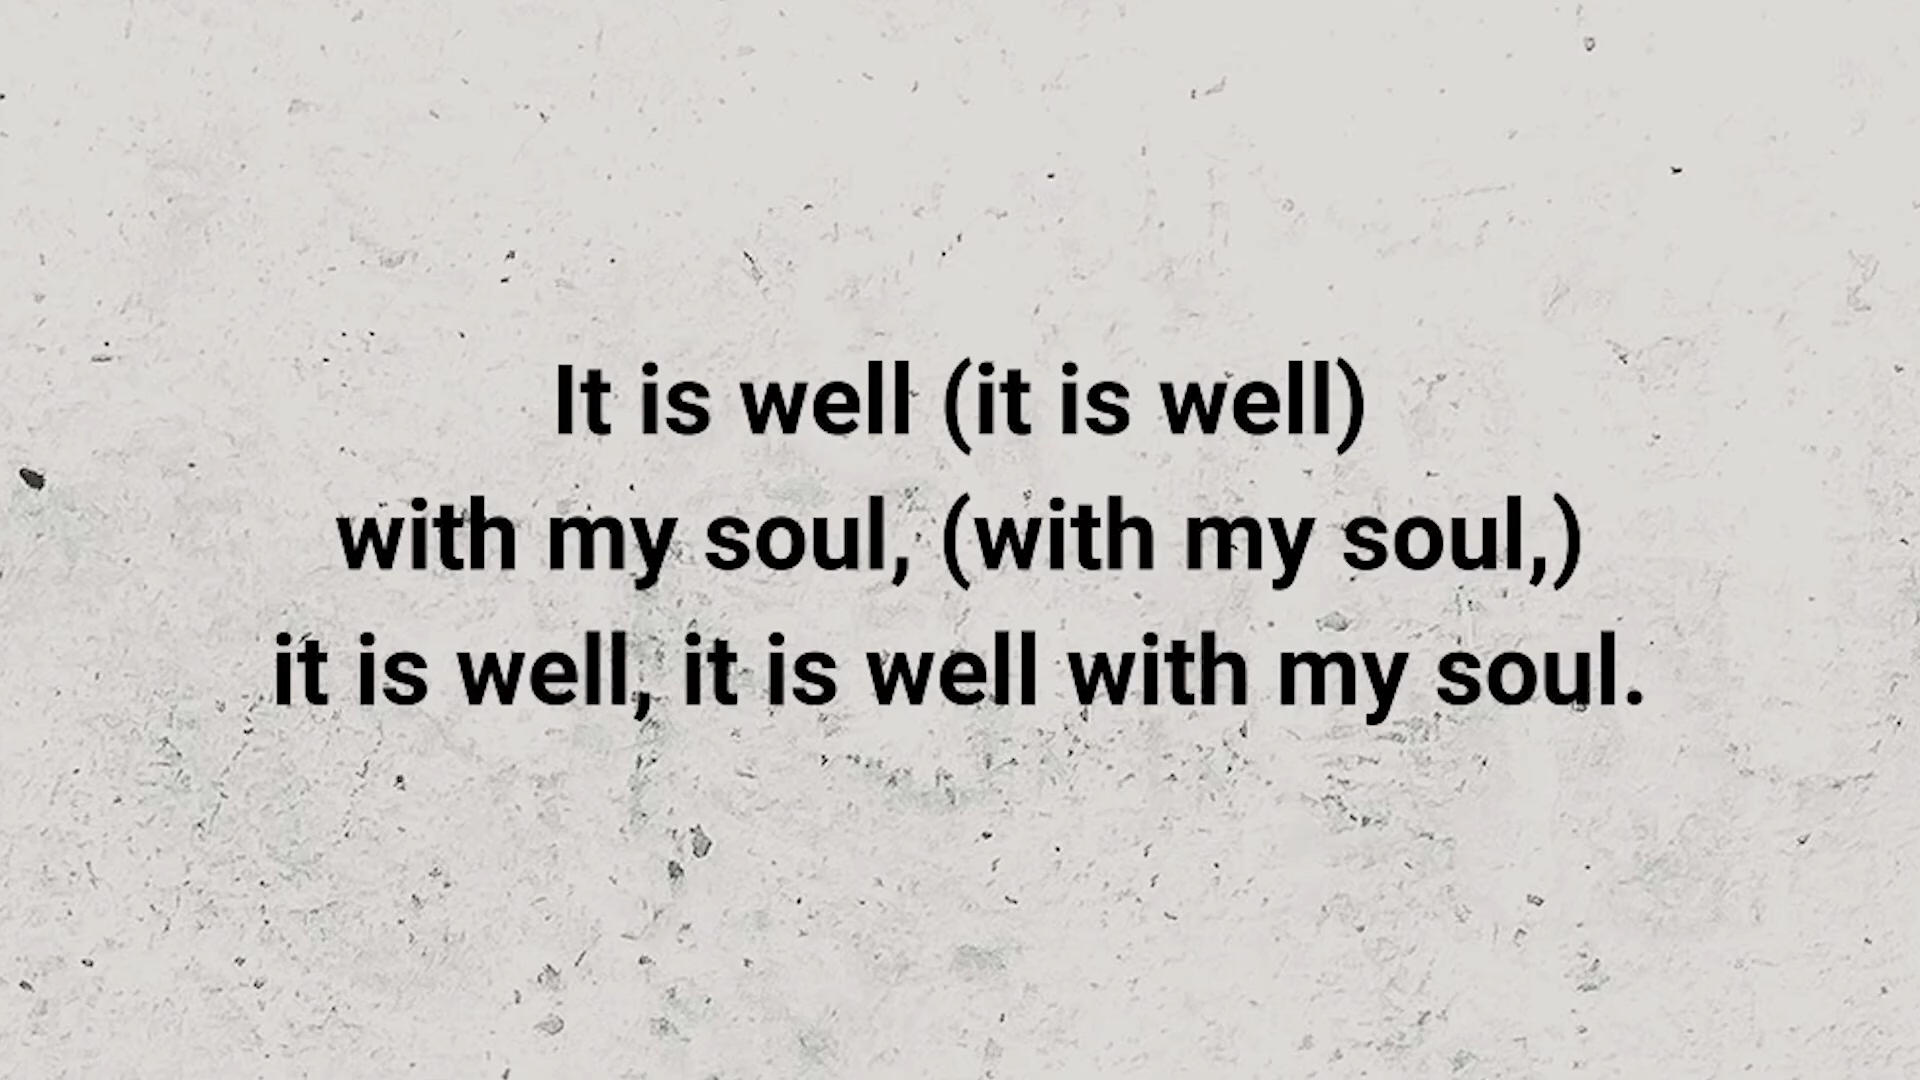 It is well (it is well)
with my soul, (with my soul,)
it is well, it is well with my soul.